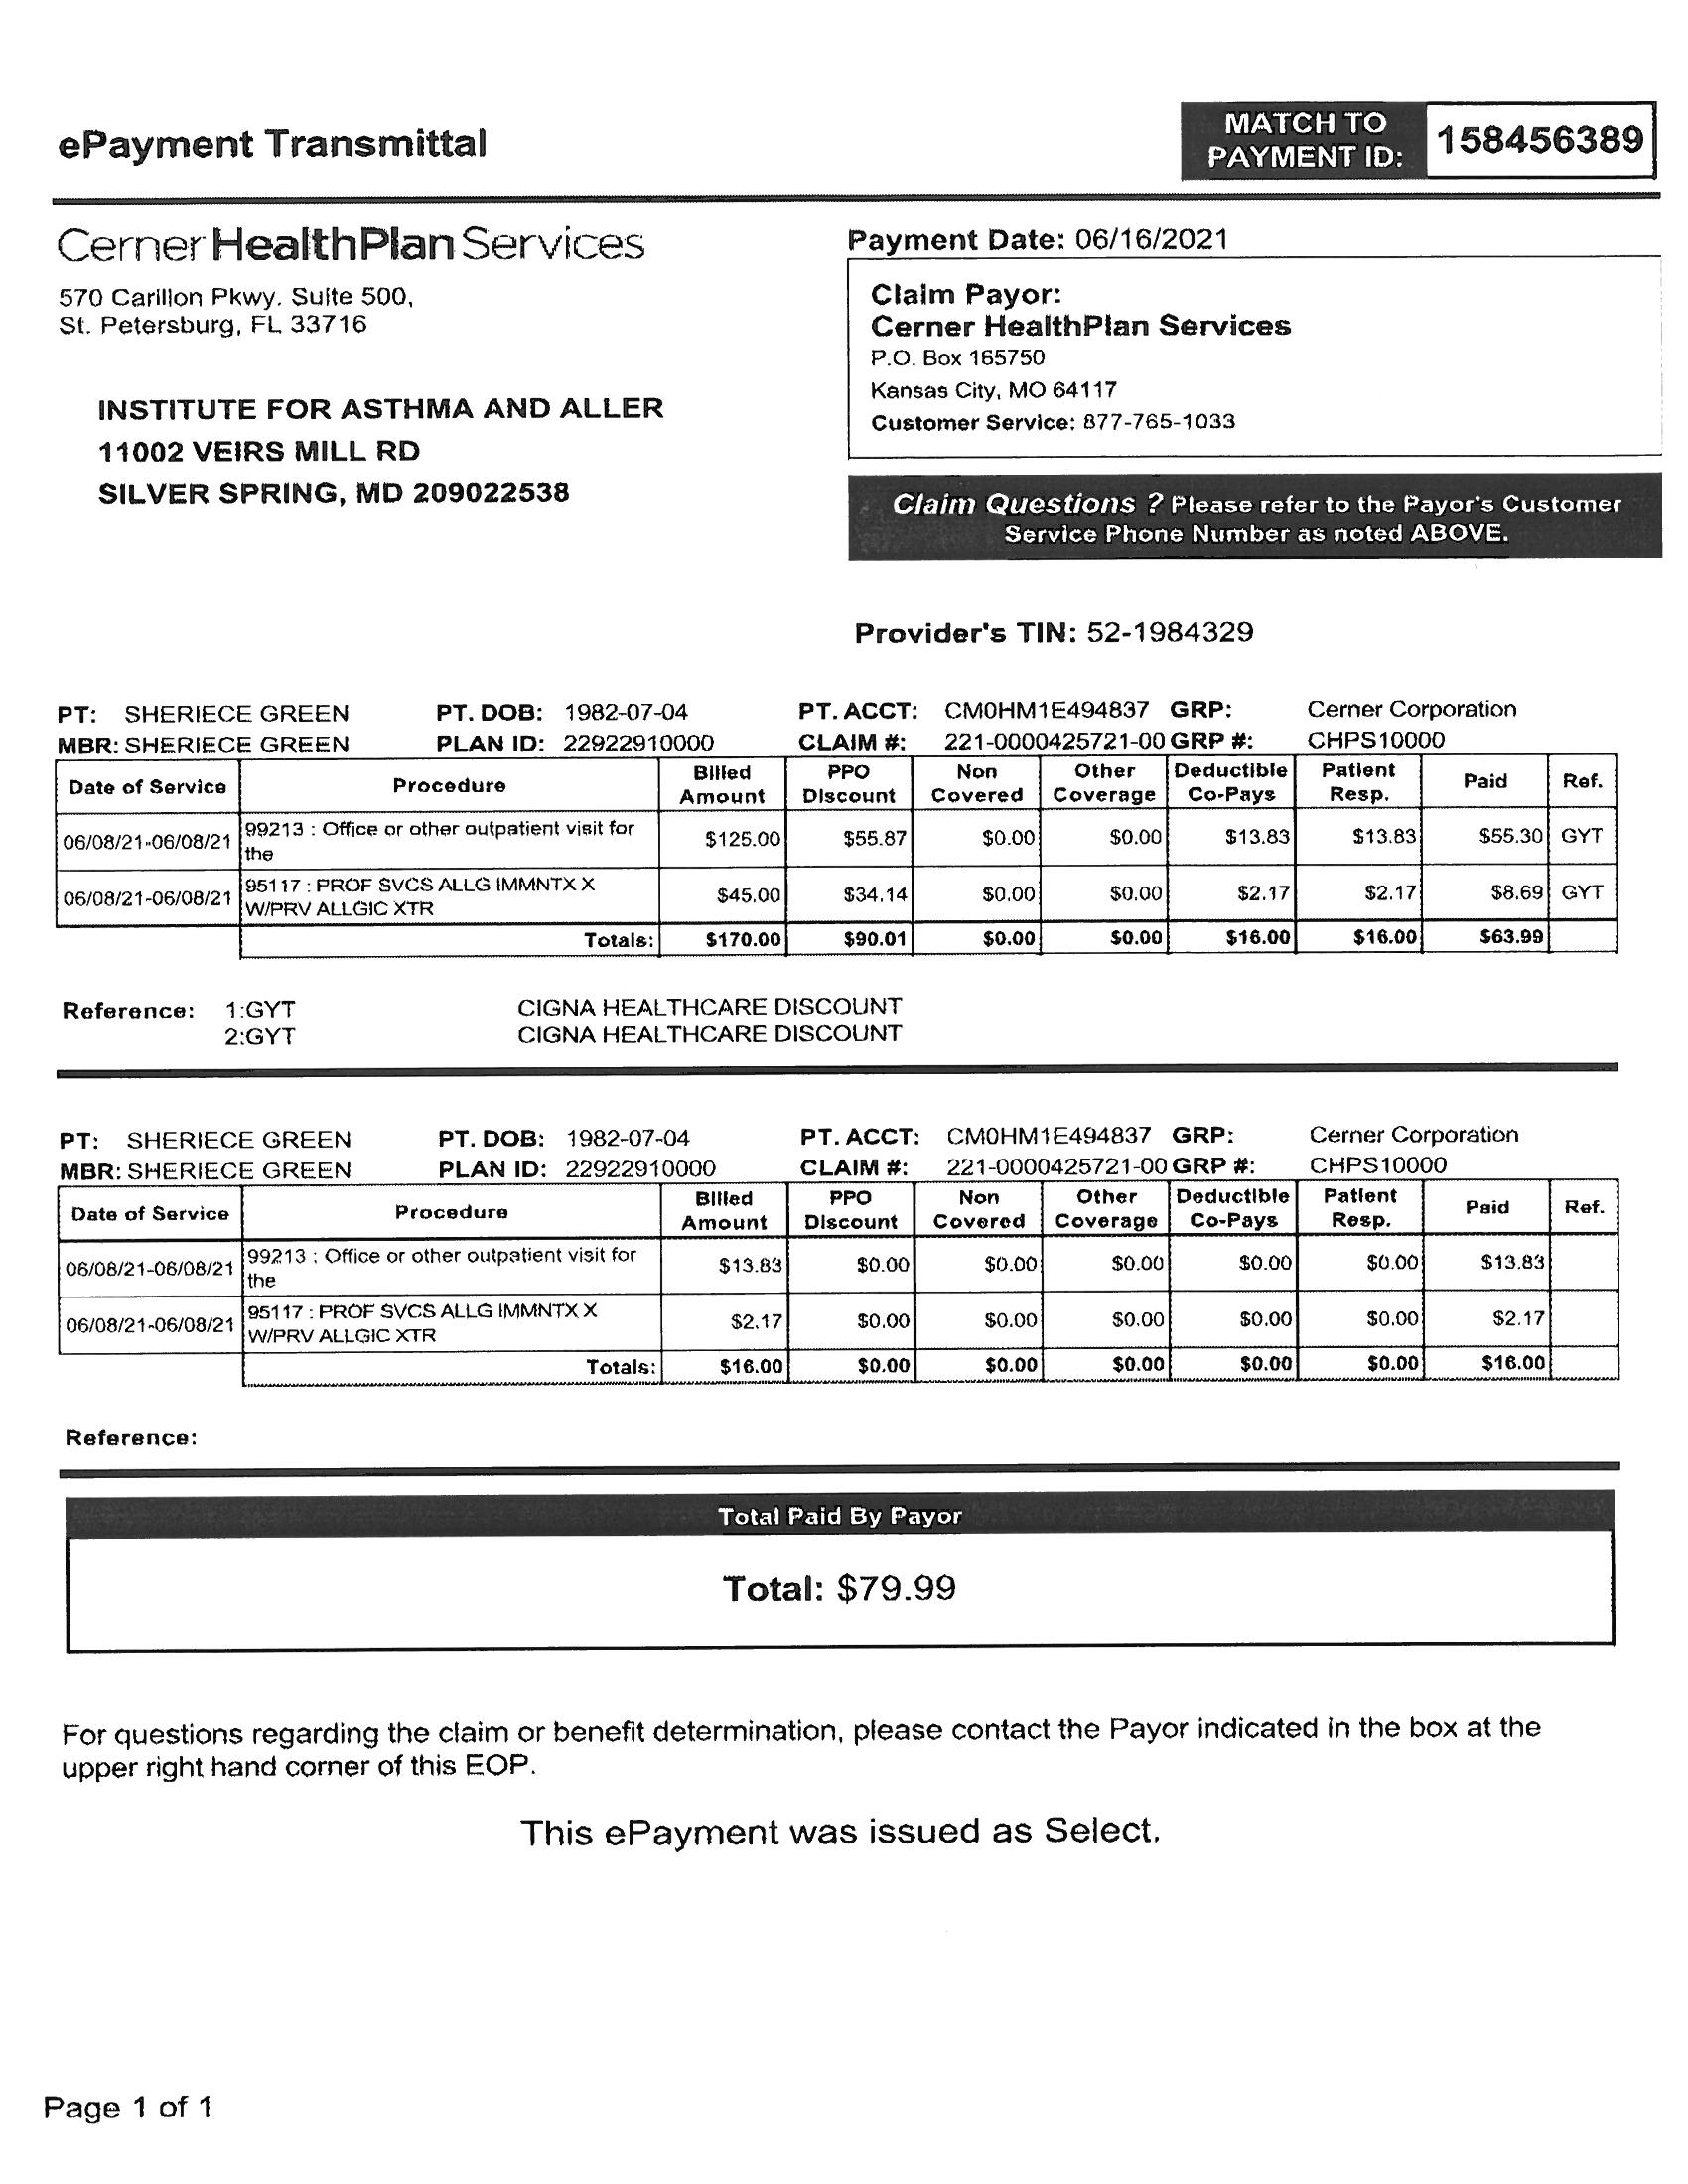 ePayment Transmittal
MATCH TO
PAYMENT ID:
158456389
Cerner HealthPlan Services
570 Carillon Pkwy. Suite 500,
St. Petersburg, FL 33716
Payment Date: 06/16/2021
Claim Payor:
Cerner HealthPlan Services
P.O. Box 165750
Kansas City, MO 64117
Customer Service: 877-765-1033
INSTITUTE FOR ASTHMA AND ALLER
11002 VEIRS MILL RD
SILVER SPRING, MD 209022538
Claim Questions ? Please refer to the Payor's Customer
Service Phone Number as noted ABOVE.
Provider's TIN: 52-1984329
PT: SHERIECE GREEN PT. DOB: 1982-07-04 PT. ACCT: CM0HM1E494837 GRP: Cerner Corporation
MBR: SHERIECE GREEN PLAN ID: 22922910000 CLAIM #: 221-0000425721-00 GRP #: CHPS10000
Date of Service Procedure Billed Amount PPO Discount Non Covered Other Coverage Deductible Co-Pays Patient Resp. Paid Ref.
06/08/21-06/08/21 99213 : Office or other outpatient visit for the $125.00 $55.87 $0.00 $0.00 $13.83 $13.83 $55.30 GYT
06/08/21-06/08/21 95117 : PROF SVCS ALLG IMMNTX X W/PRV ALLGIC XTR $45.00 $34.14 $0.00 $0.00 $2.17 $2.17 $8.69 GYT
Totals: $170.00 $90.01 $0.00 $0.00 $16.00 $16.00 $63.99
Reference: 1:GYT CIGNA HEALTHCARE DISCOUNT
2:GYT CIGNA HEALTHCARE DISCOUNT
PT: SHERIECE GREEN PT. DOB: 1982-07-04 PT. ACCT: CM0HM1E494837 GRP: Cerner Corporation
MBR: SHERIECE GREEN PLAN ID: 22922910000 CLAIM #: 221-0000425721-00 GRP #: CHPS10000
Date of Service Procedure Billed Amount PPO Discount Non Covered Other Coverage Deductible Co-Pays Patient Resp. Paid Ref.
06/08/21-06/08/21 99213 : Office or other outpatient visit for the $13.83 $0.00 $0.00 $0.00 $0.00 $0.00 $13.83
06/08/21-06/08/21 95117 : PROF SVCS ALLG IMMNTX X W/PRV ALLGIC XTR $2.17 $0.00 $0.00 $0.00 $0.00 $0.00 $2.17
Totals: $16.00 $0.00 $0.00 $0.00 $0.00 $0.00 $16.00
Reference:
Total Paid By Payor
Total: $79.99
For questions regarding the claim or benefit determination, please contact the Payor indicated in the box at the
upper right hand corner of this EOP.
This ePayment was issued as Select.
Page 1 of 1